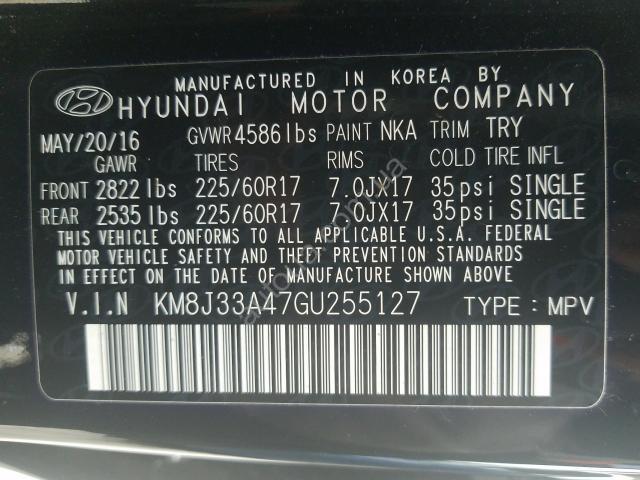 MANUFACTURED IN KOREA BY
HYUNDAI MOTOR COMPANY
MAY/20/16 GVWR 4586 lbs PAINT NKA TRIM TRY
GAWR TIRES RIMS COLD TIRE INFL
FRONT 2822 lbs 225/60R17 7.0JX17 35psi SINGLE
REAR 2535 lbs 225/60R17 7.0JX17 35psi SINGLE
THIS VEHICLE CONFORMS TO ALL APPLICABLE U.S.A. FEDERAL
MOTOR VEHICLE SAFETY AND THEFT PREVENTION STANDARDS
IN EFFECT ON THE DATE OF MANUFACTURE SHOWN ABOVE.
V.I.N KM8J33A47GU255127 TYPE : MPV